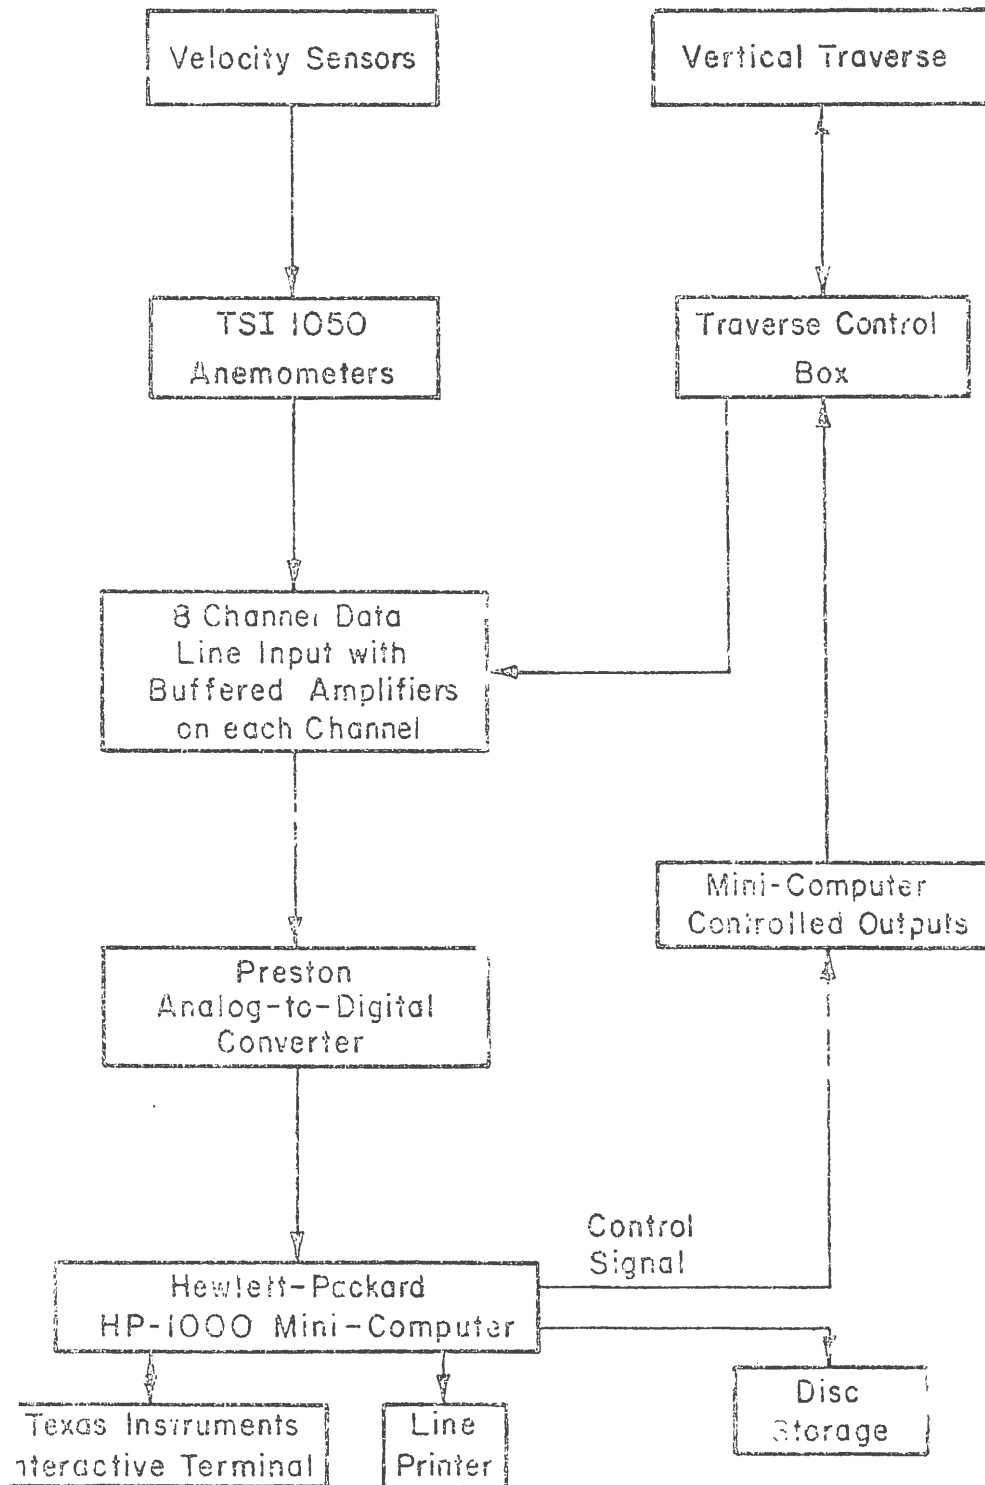 Velocity Sensors
Vertical Traverse
TSI 1050
Anemometers
Traverse Control
Box
8 Channel Data
Line Input with
Buffered Amplifiers
on each Channel
Mini-Computer
Controlled Outputs
Preston
Analog-to-Digital
Converter
Control
Signal
Hewlett-Packard
HP-1000 Mini-Computer
Disc
Storage
Texas Instruments
nteractive Terminal
Line
Printer